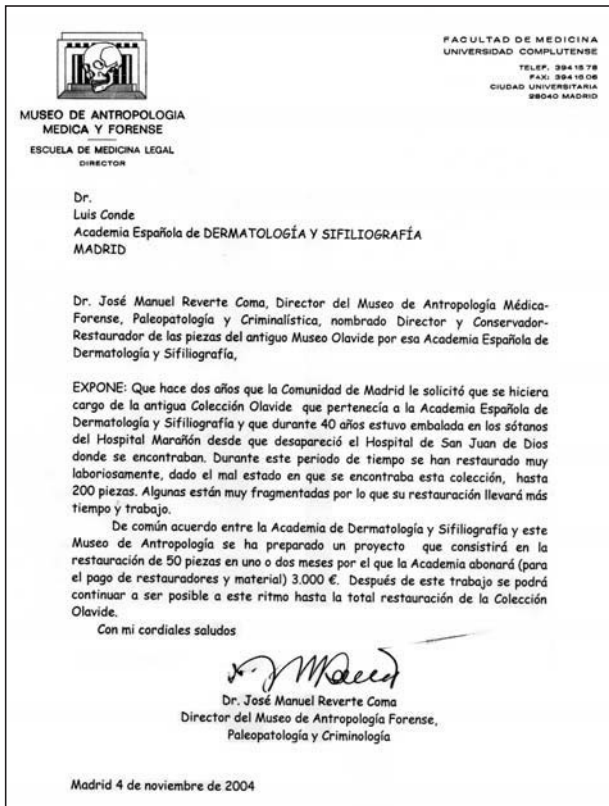 MUSEO DE ANTROPOLOGIA
MEDICA Y FORENSE
ESCUELA DE MEDICINA LEGAL
DIRECTOR
FACULTAD DE MEDICINA
UNIVERSIDAD COMPLUTENSE
TELEF. 394 15 78
FAX: 394 16 06
CIUDAD UNIVERSITARIA
28040 MADRID
Dr.
Luis Conde
Academia Española de DERMATOLOGÍA Y SIFILIOGRAFÍA
MADRID
Dr. José Manuel Reverte Coma, Director del Museo de Antropología Médica-
Forense, Paleopatología y Criminalística, nombrado Director y Conservador-
Restaurador de las piezas del antiguo Museo Olavide por esa Academia Española de
Dermatología y Sifiliografía,
EXPONE: Que hace dos años que la Comunidad de Madrid le solicitó que se hiciera
cargo de la antigua Colección Olavide que pertenecía a la Academia Española de
Dermatología y Sifiliografía y que durante 40 años estuvo embalada en los sótanos
del Hospital Marañón desde que desapareció el Hospital de San Juan de Dios
donde se encontraban. Durante este periodo de tiempo se han restaurado muy
laboriosamente, dado el mal estado en que se encontraba esta colección, hasta
200 piezas. Algunas están muy fragmentadas por lo que su restauración llevará más
tiempo y trabajo.
De común acuerdo entre la Academia de Dermatología y Sifiliografía y este
Museo de Antropología se ha preparado un proyecto que consistirá en la
restauración de 50 piezas en uno o dos meses por el que la Academia abonará (para
el pago de restauradores y material) 3.000 €. Después de este trabajo se podrá
continuar a ser posible a este ritmo hasta la total restauración de la Colección
Olavide.
Con mi cordiales saludos
Dr. José Manuel Reverte Coma
Director del Museo de Antropología Forense,
Paleopatología y Criminología
Madrid 4 de noviembre de 2004